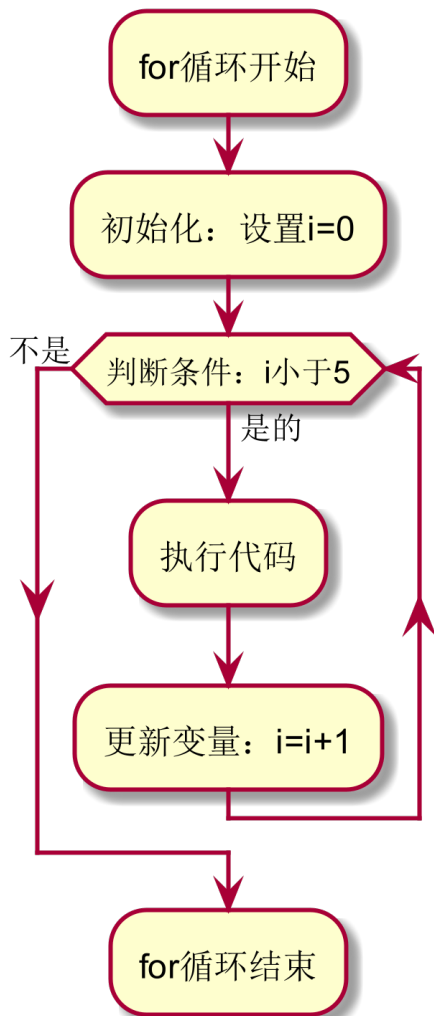 for循环开始
初始化：设置i=0
不是
判断条件：i小于5
是的
执行代码
更新变量：i=i+1
for循环结束